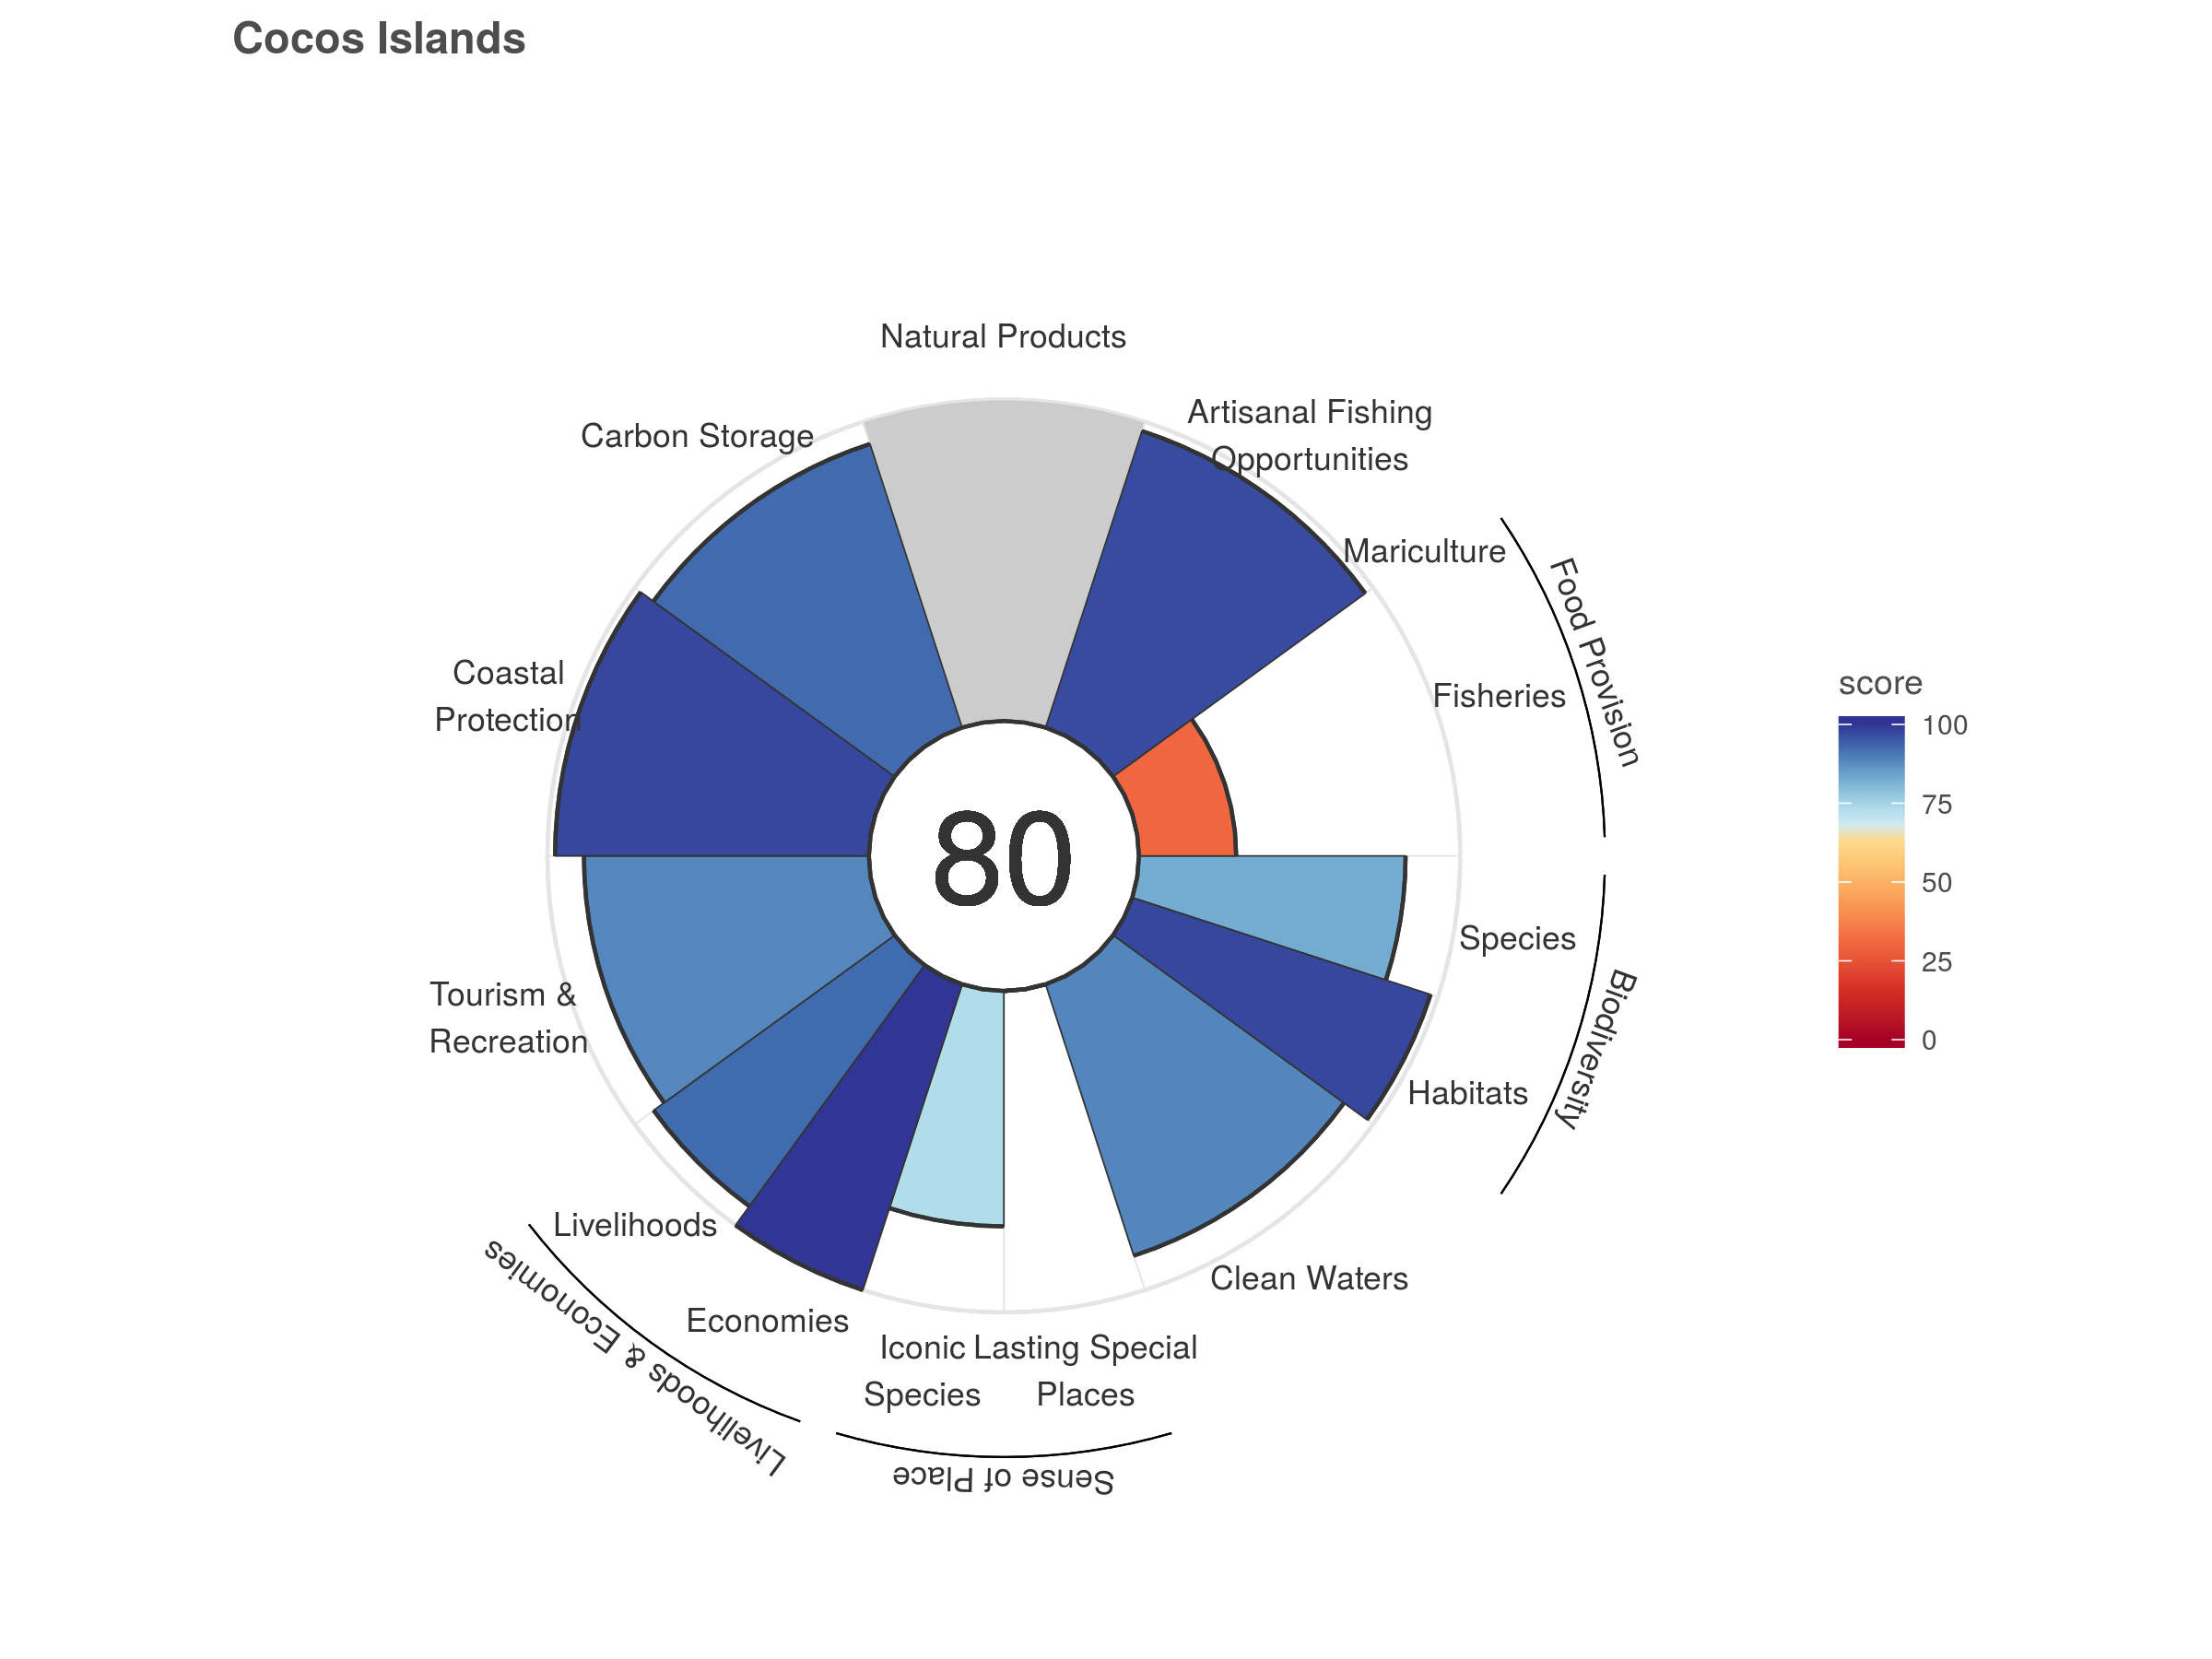 Cocos Islands
Natural Products
Artisanal Fishing
Opportunities
Carbon Storage
Mariculture
Food Provision
Fisheries
Coastal
Protection
80
score
100
75
50
25
0
Species
Biodiversity
Habitats
Tourism &
Recreation
Livelihoods
Livelihoods & Economies
Clean Waters
Economies
Iconic
Species
Lasting Special
Places
Sense of Place